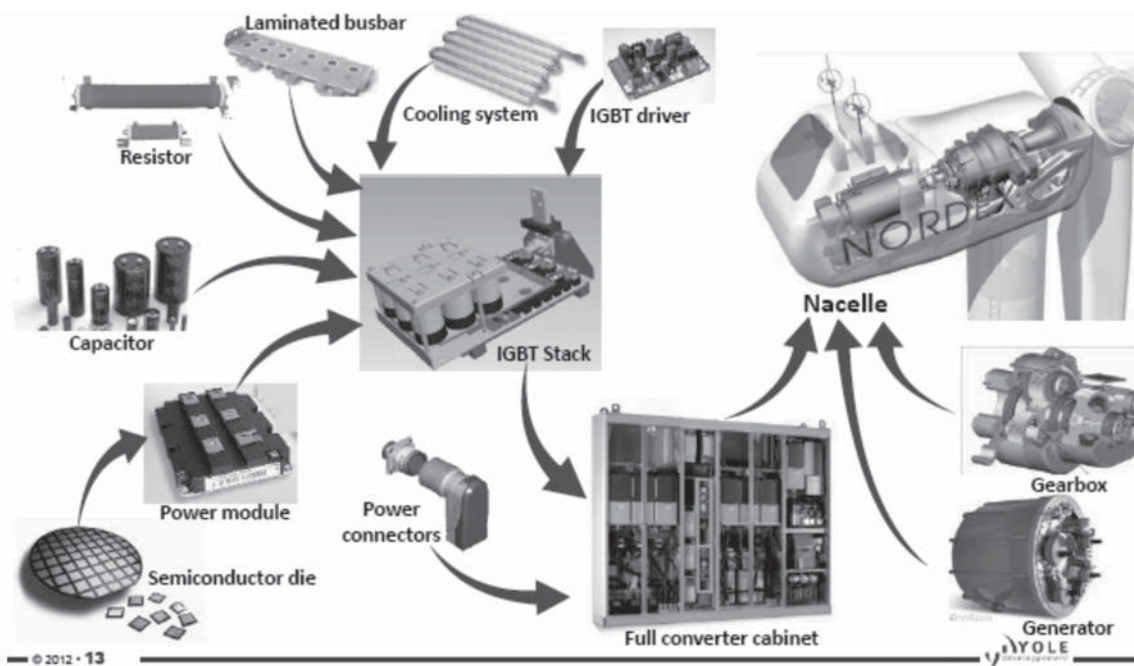 Laminated busbar
Cooling system
IGBT driver
Resistor
NORDEX
Nacelle
Capacitor
IGBT Stack
Gearbox
Power module
Power
connectors
Semiconductor die
Full converter cabinet
Generator
© 2012 • 13
YOLE
Développement